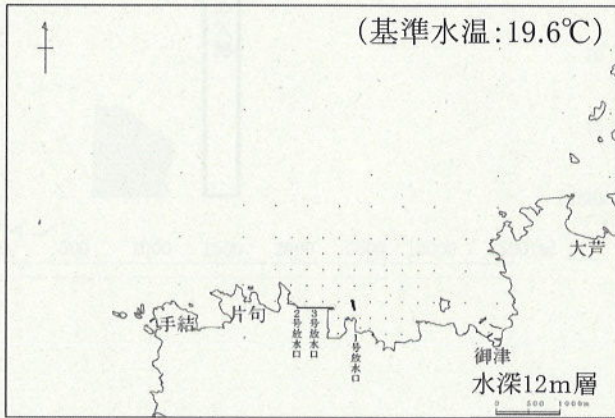 (基準水温:19.6℃)
大芦
手結
片句
2号放水口
3号放水口
1号放水口
御津
水深12m層
0 500 1000m